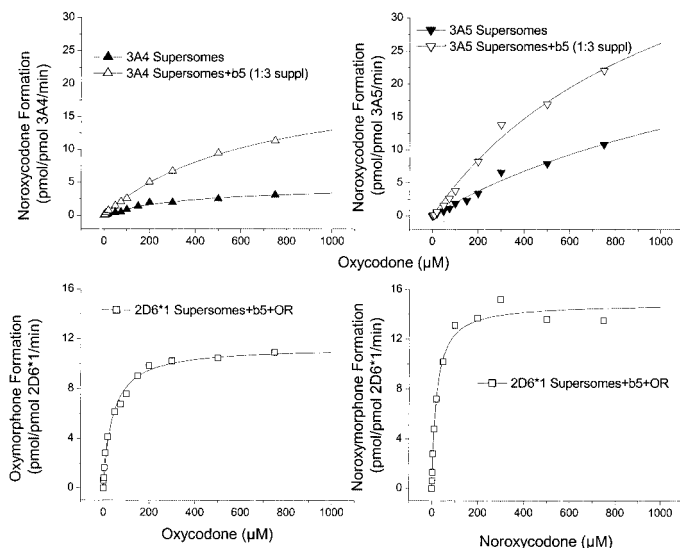 3A4 Supersomes
3A4 Supersomes+b5 (1:3 suppl)
Noroxycodone Formation
(pmol/pmol 3A4/min)
30
25
20
15
10
5
0
0 200 400 600 800 1000
3A5 Supersomes
3A5 Supersomes+b5 (1:3 suppl)
Noroxycodone Formation
(pmol/pmol 3A5/min)
30
25
20
15
10
5
0
0 200 400 600 800 1000
Oxycodone (µM)
2D6*1 Supersomes+b5+OR
Oxymorphone Formation
(pmol/pmol 2D6*1/min)
16
12
8
4
0
0 200 400 600 800 1000
Oxycodone (µM)
2D6*1 Supersomes+b5+OR
Noroxymorphone Formation
(pmol/pmol 2D6*1/min)
16
12
8
4
0
0 200 400 600 800 1000
Noroxycodone (µM)